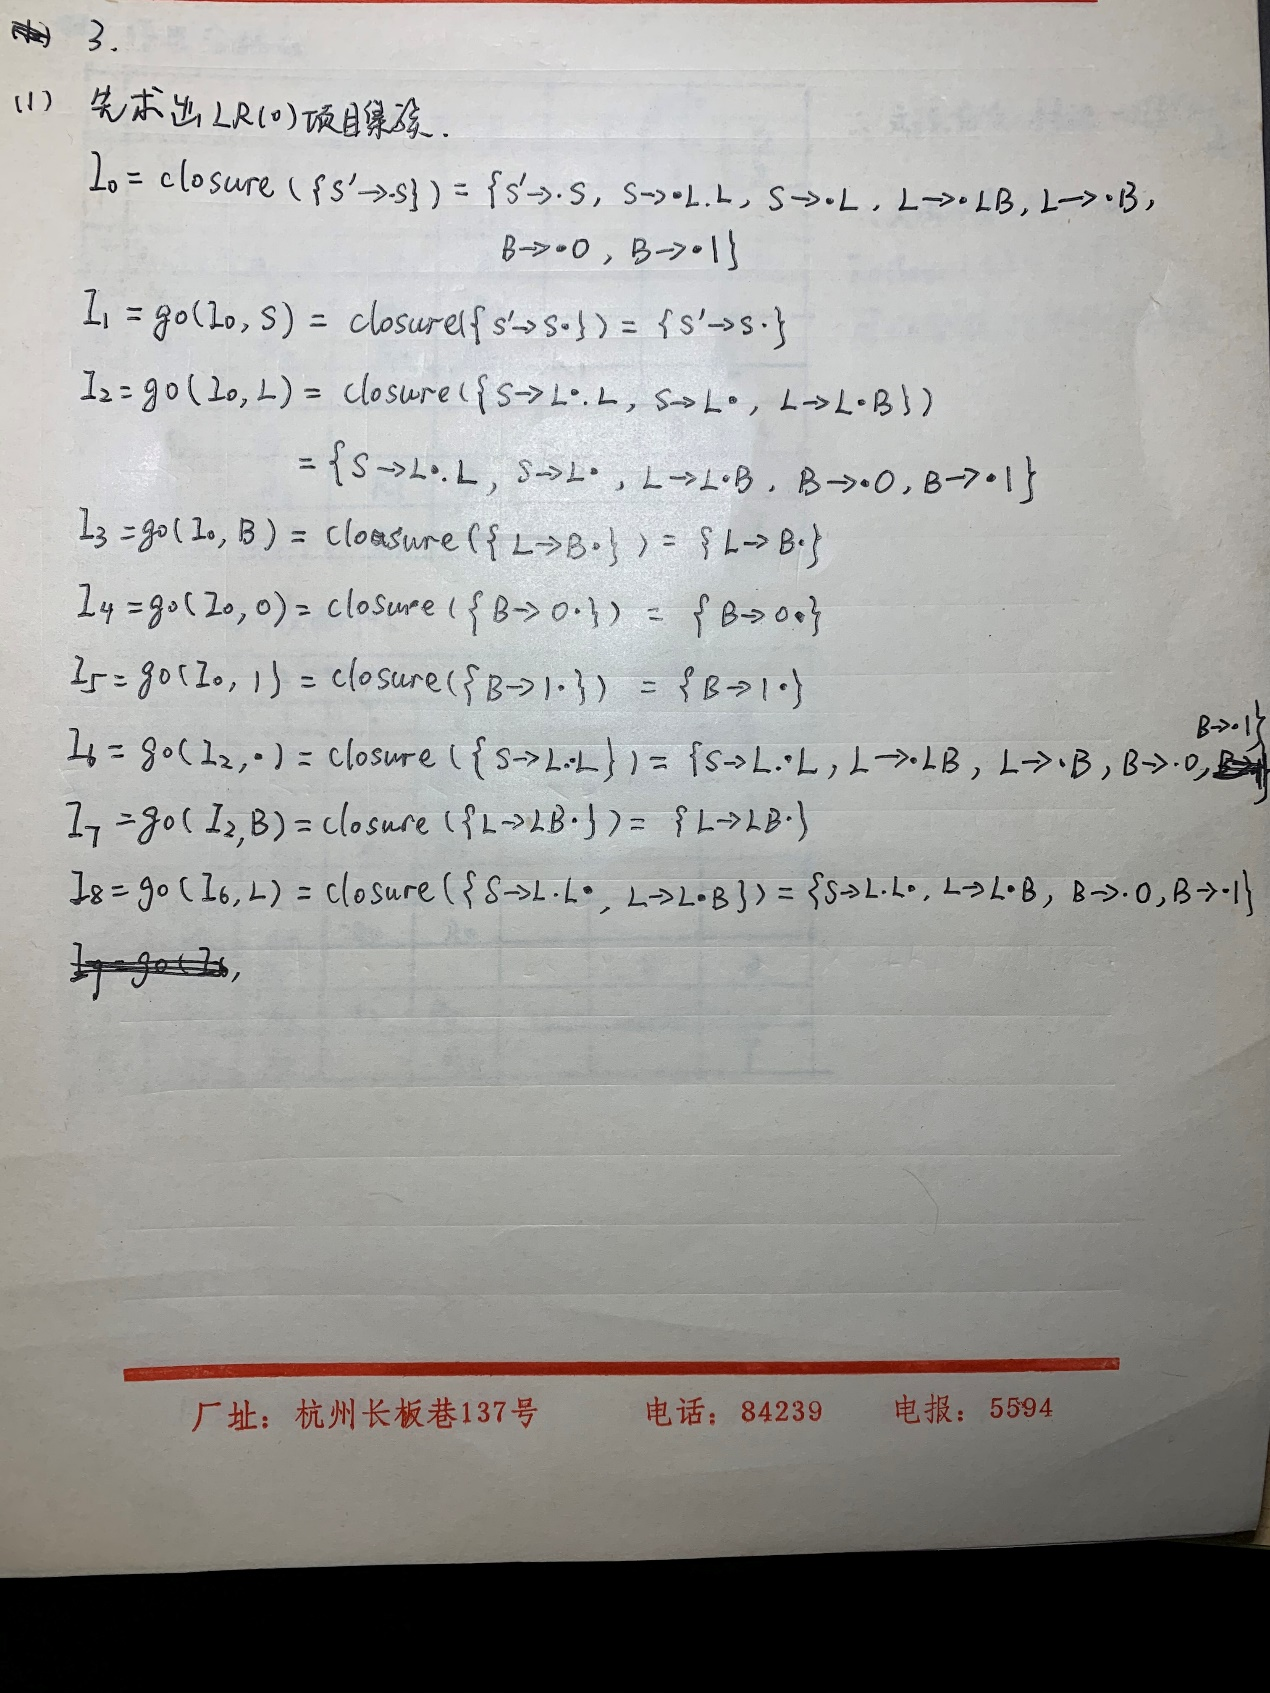 3.
(1) 先求出LR(0)项目集族.
I₀ = closure ({S'→·S}) = {S'→·S, S→·L.L, S→·L, L→·LB, L→·B,
B→·0, B→·1}
I₁ = go(I₀, S) = closure({S'→S·}) = {S'→S·}
I₂ = go(I₀, L) = closure({S→L·.L, S→L·, L→L·B})
= {S→L·.L, S→L·, L→L·B, B→·0, B→·1}
I₃ = go(I₀, B) = closure({L→B·}) = {L→B·}
I₄ = go(I₀, 0) = closure ({B→0·}) = {B→0·}
I₅ = go(I₀, 1} = closure({B→1·}) = {B→1·}
I₆ = go(I₂, ·) = closure ({S→L.·L}) = {S→L.·L, L→·LB, L→·B, B→·0, B→·1}
I₇ = go(I₂, B) = closure ({L→LB·}) = {L→LB·}
I₈ = go(I₆, L) = closure({S→L.L·, L→L·B}) = {S→L.L·, L→L·B, B→·0, B→·1}
厂址：杭州长板巷137号 电话：84239 电报：5594